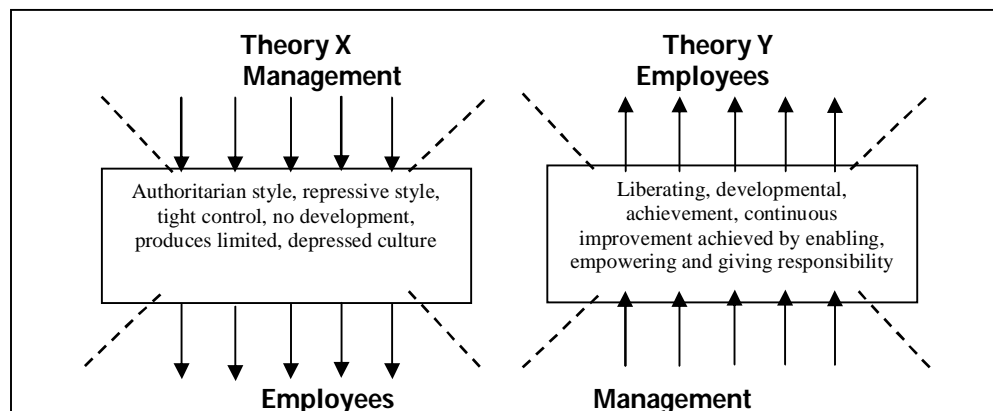 Theory X
Management
Theory Y
Employees
Authoritarian style, repressive style,
tight control, no development,
produces limited, depressed culture
Liberating, developmental,
achievement, continuous
improvement achieved by enabling,
empowering and giving responsibility
Employees
Management